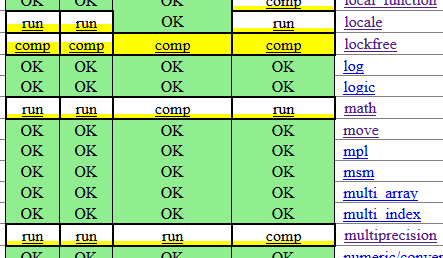 OK OK OK comp local_function
run run OK run locale
comp comp comp comp lockfree
OK OK OK OK log
OK OK OK OK logic
run run comp run math
OK OK OK OK move
OK OK OK OK mpl
OK OK OK OK msm
OK OK OK OK multi_array
OK OK OK OK multi_index
run run run comp multiprecision
OK OK OK OK